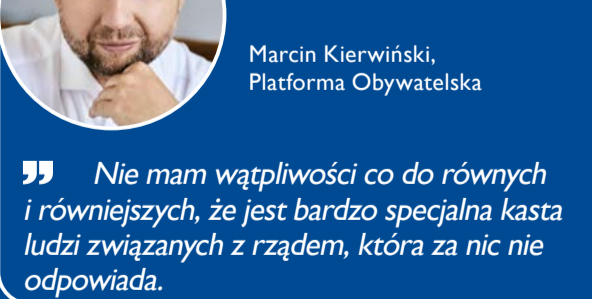 Marcin Kierwiński,
Platforma Obywatelska
” Nie mam wątpliwości co do równych
i równiejszych, że jest bardzo specjalna kasta
ludzi związanych z rządem, która za nic nie
odpowiada.